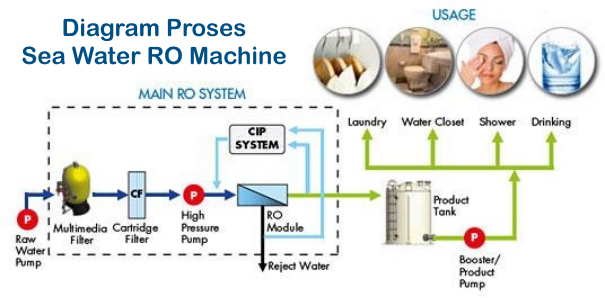 Diagram Proses
Sea Water RO Machine
USAGE
MAIN RO SYSTEM
Laundry
Water Closet
Shower
Drinking
CIP
SYSTEM
CF
P
P
Raw
Water
Pump
Multimedia
Filter
Cartridge
Filter
High
Pressure
Pump
RO
Module
Reject Water
Product
Tank
P
Booster/
Product
Pump